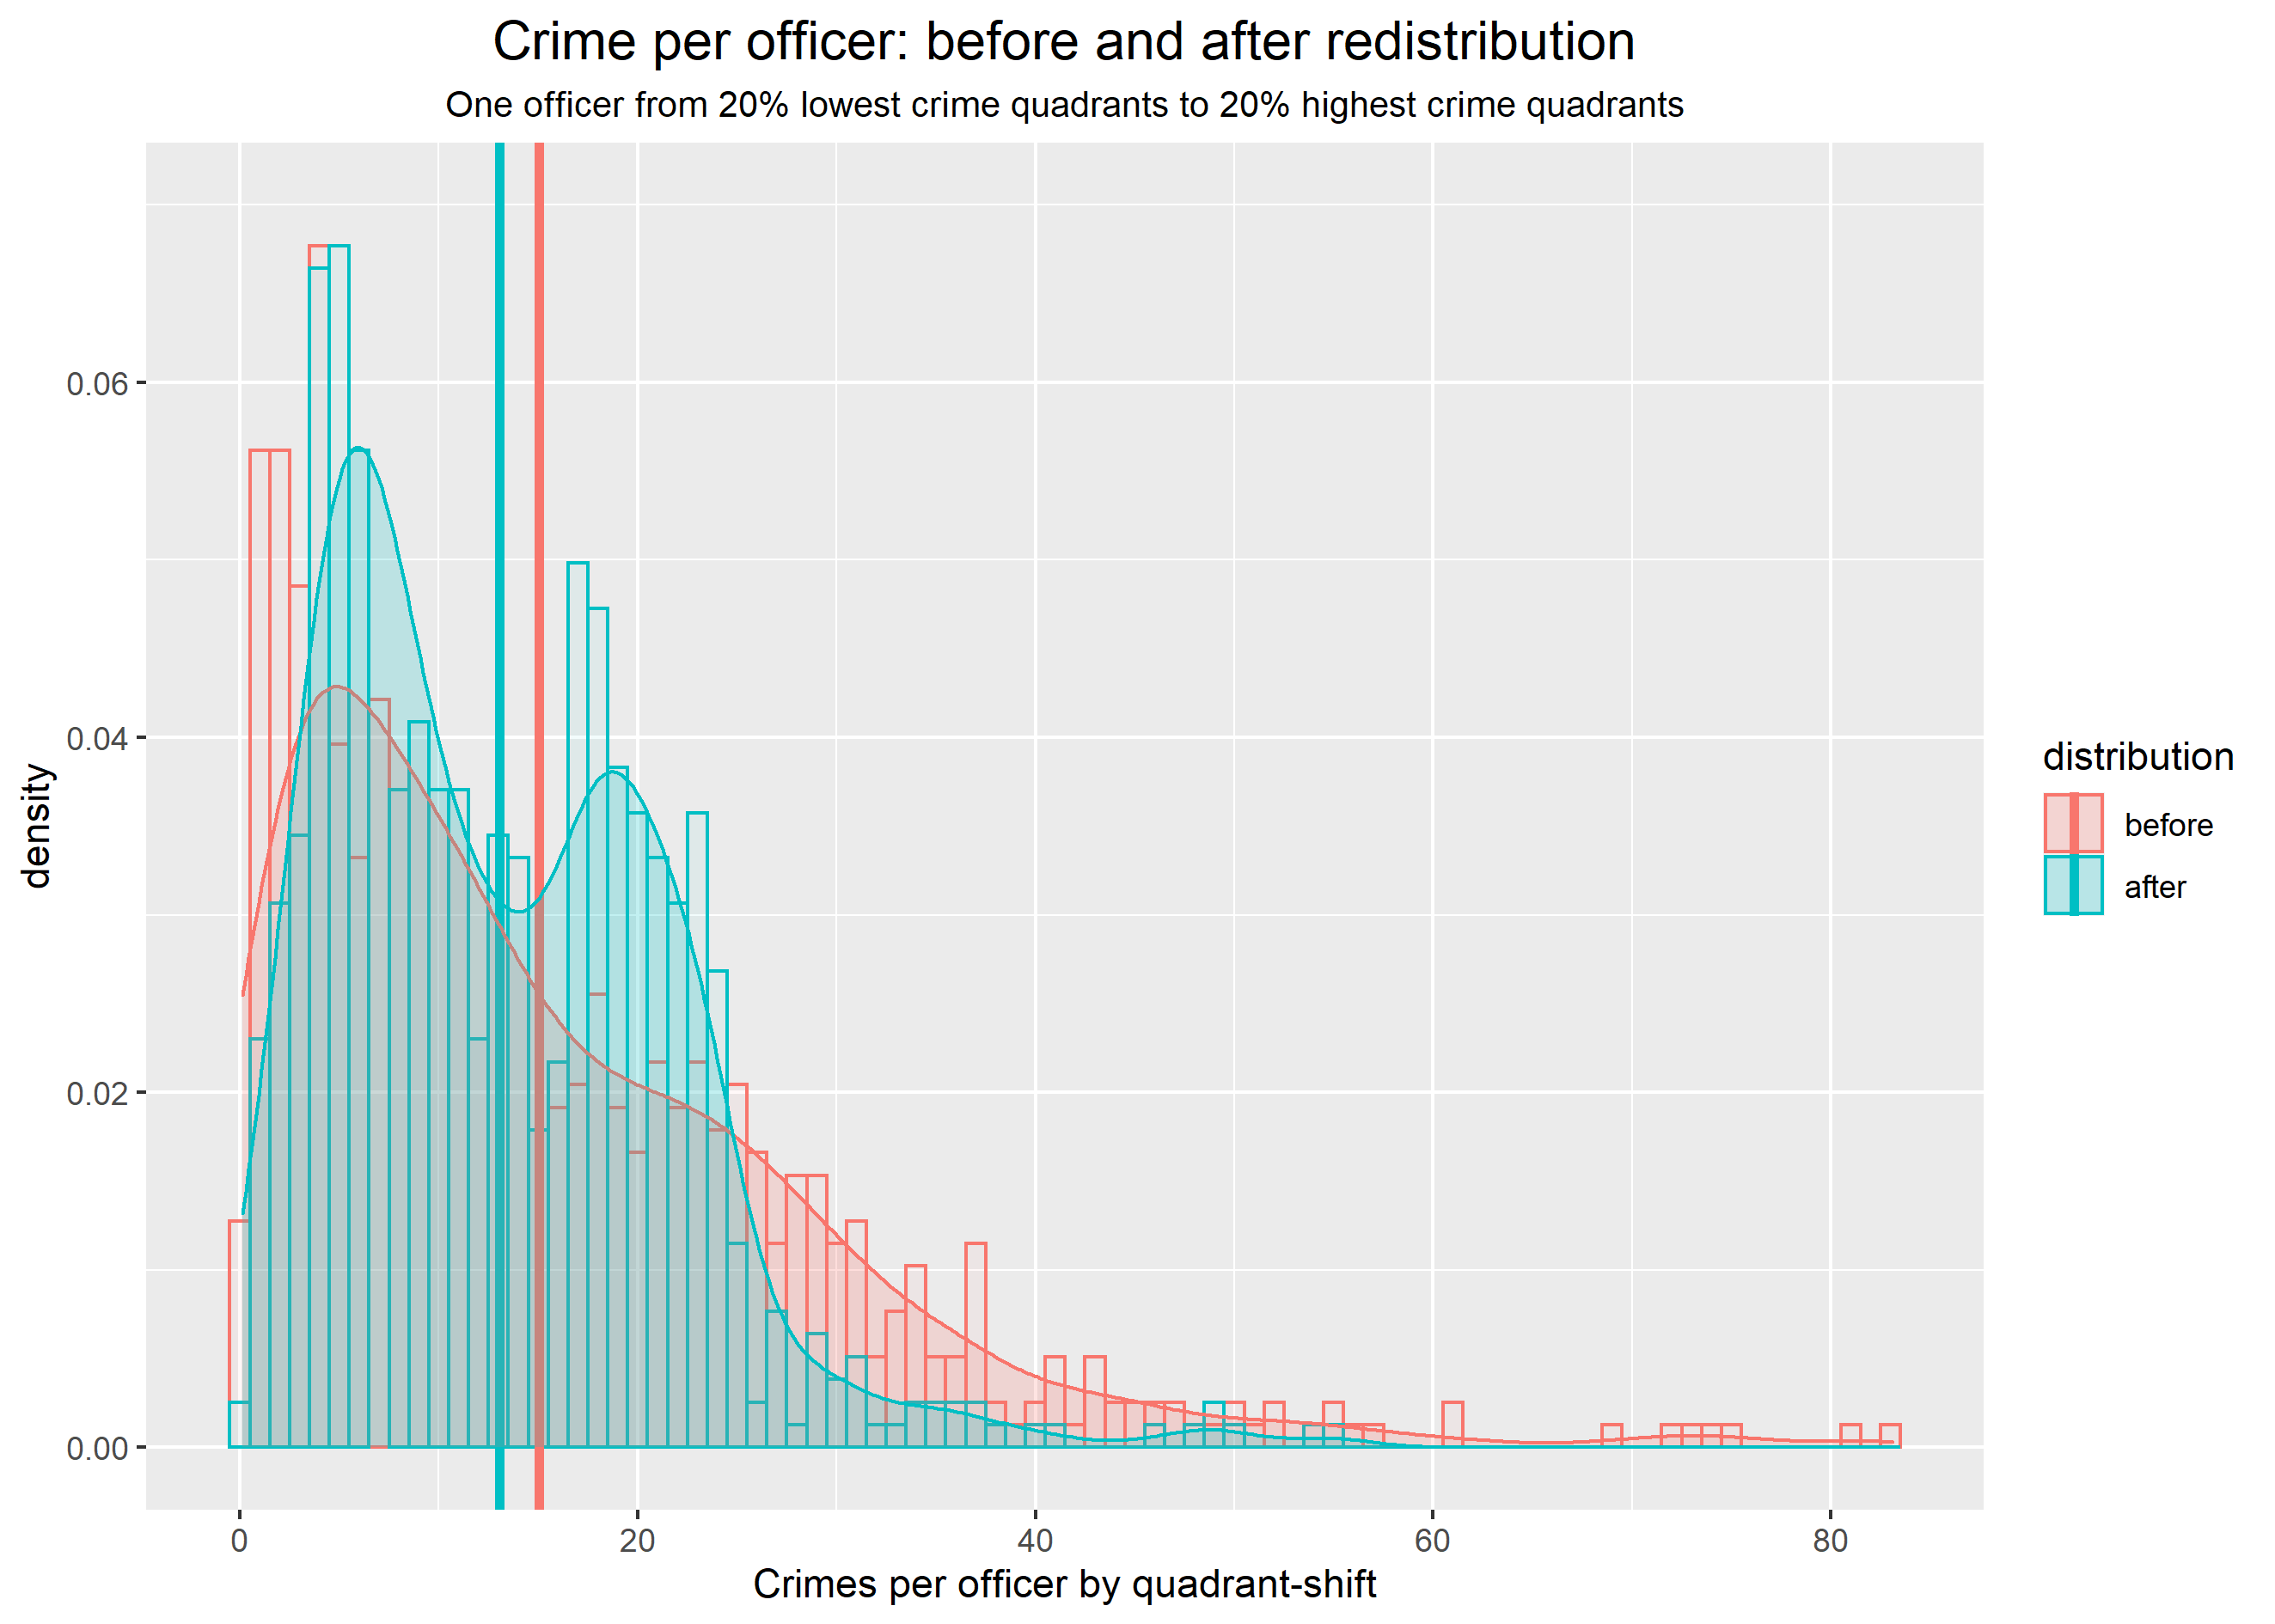 Crime per officer: before and after redistribution
One officer from 20% lowest crime quadrants to 20% highest crime quadrants
density
0.06
0.04
0.02
0.00
0 20 40 60 80
Crimes per officer by quadrant-shift
distribution
before
after